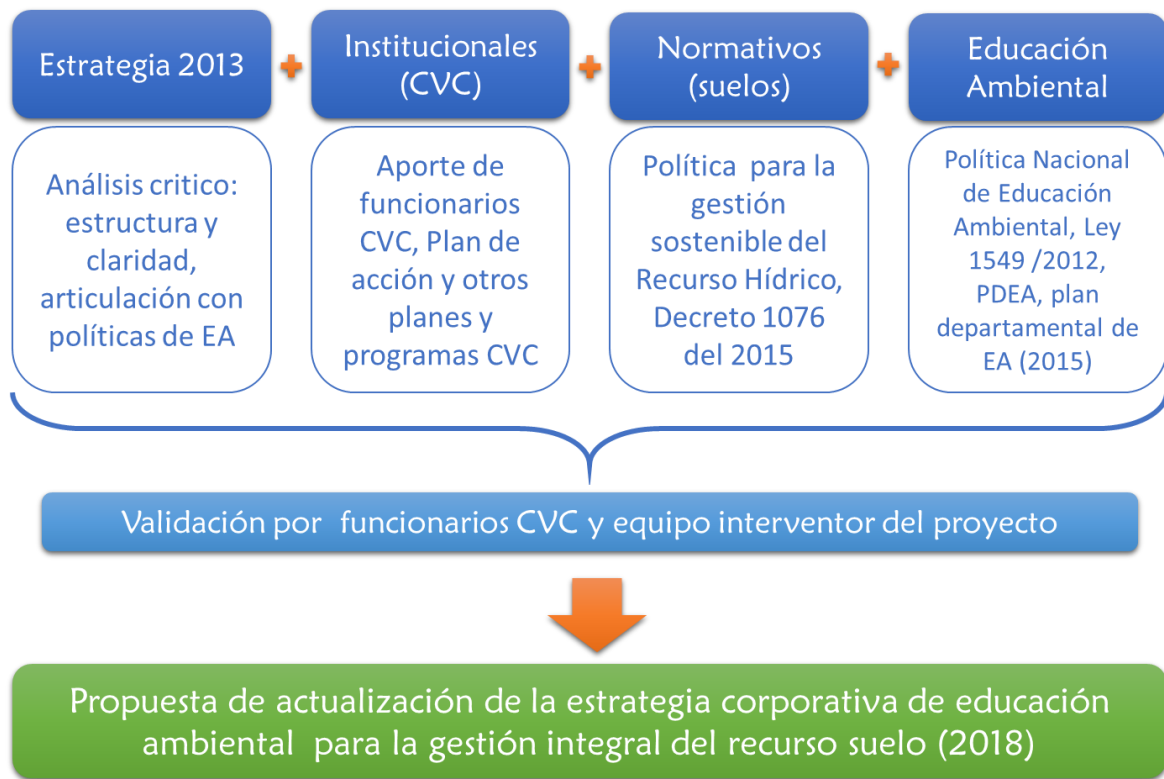 Estrategia 2013
Análisis critico:
estructura y
claridad,
articulación con
políticas de EA
+
Institucionales
(CVC)
Aporte de
funcionarios
CVC, Plan de
acción y otros
planes y
programas CVC
+
Normativos
(suelos)
Política para la
gestión
sostenible del
Recurso Hídrico,
Decreto 1076
del 2015
+
Educación
Ambiental
Política Nacional
de Educación
Ambiental, Ley
1549 /2012,
PDEA, plan
departamental de
EA (2015)
Validación por funcionarios CVC y equipo interventor del proyecto
Propuesta de actualización de la estrategia corporativa de educación
ambiental para la gestión integral del recurso suelo (2018)